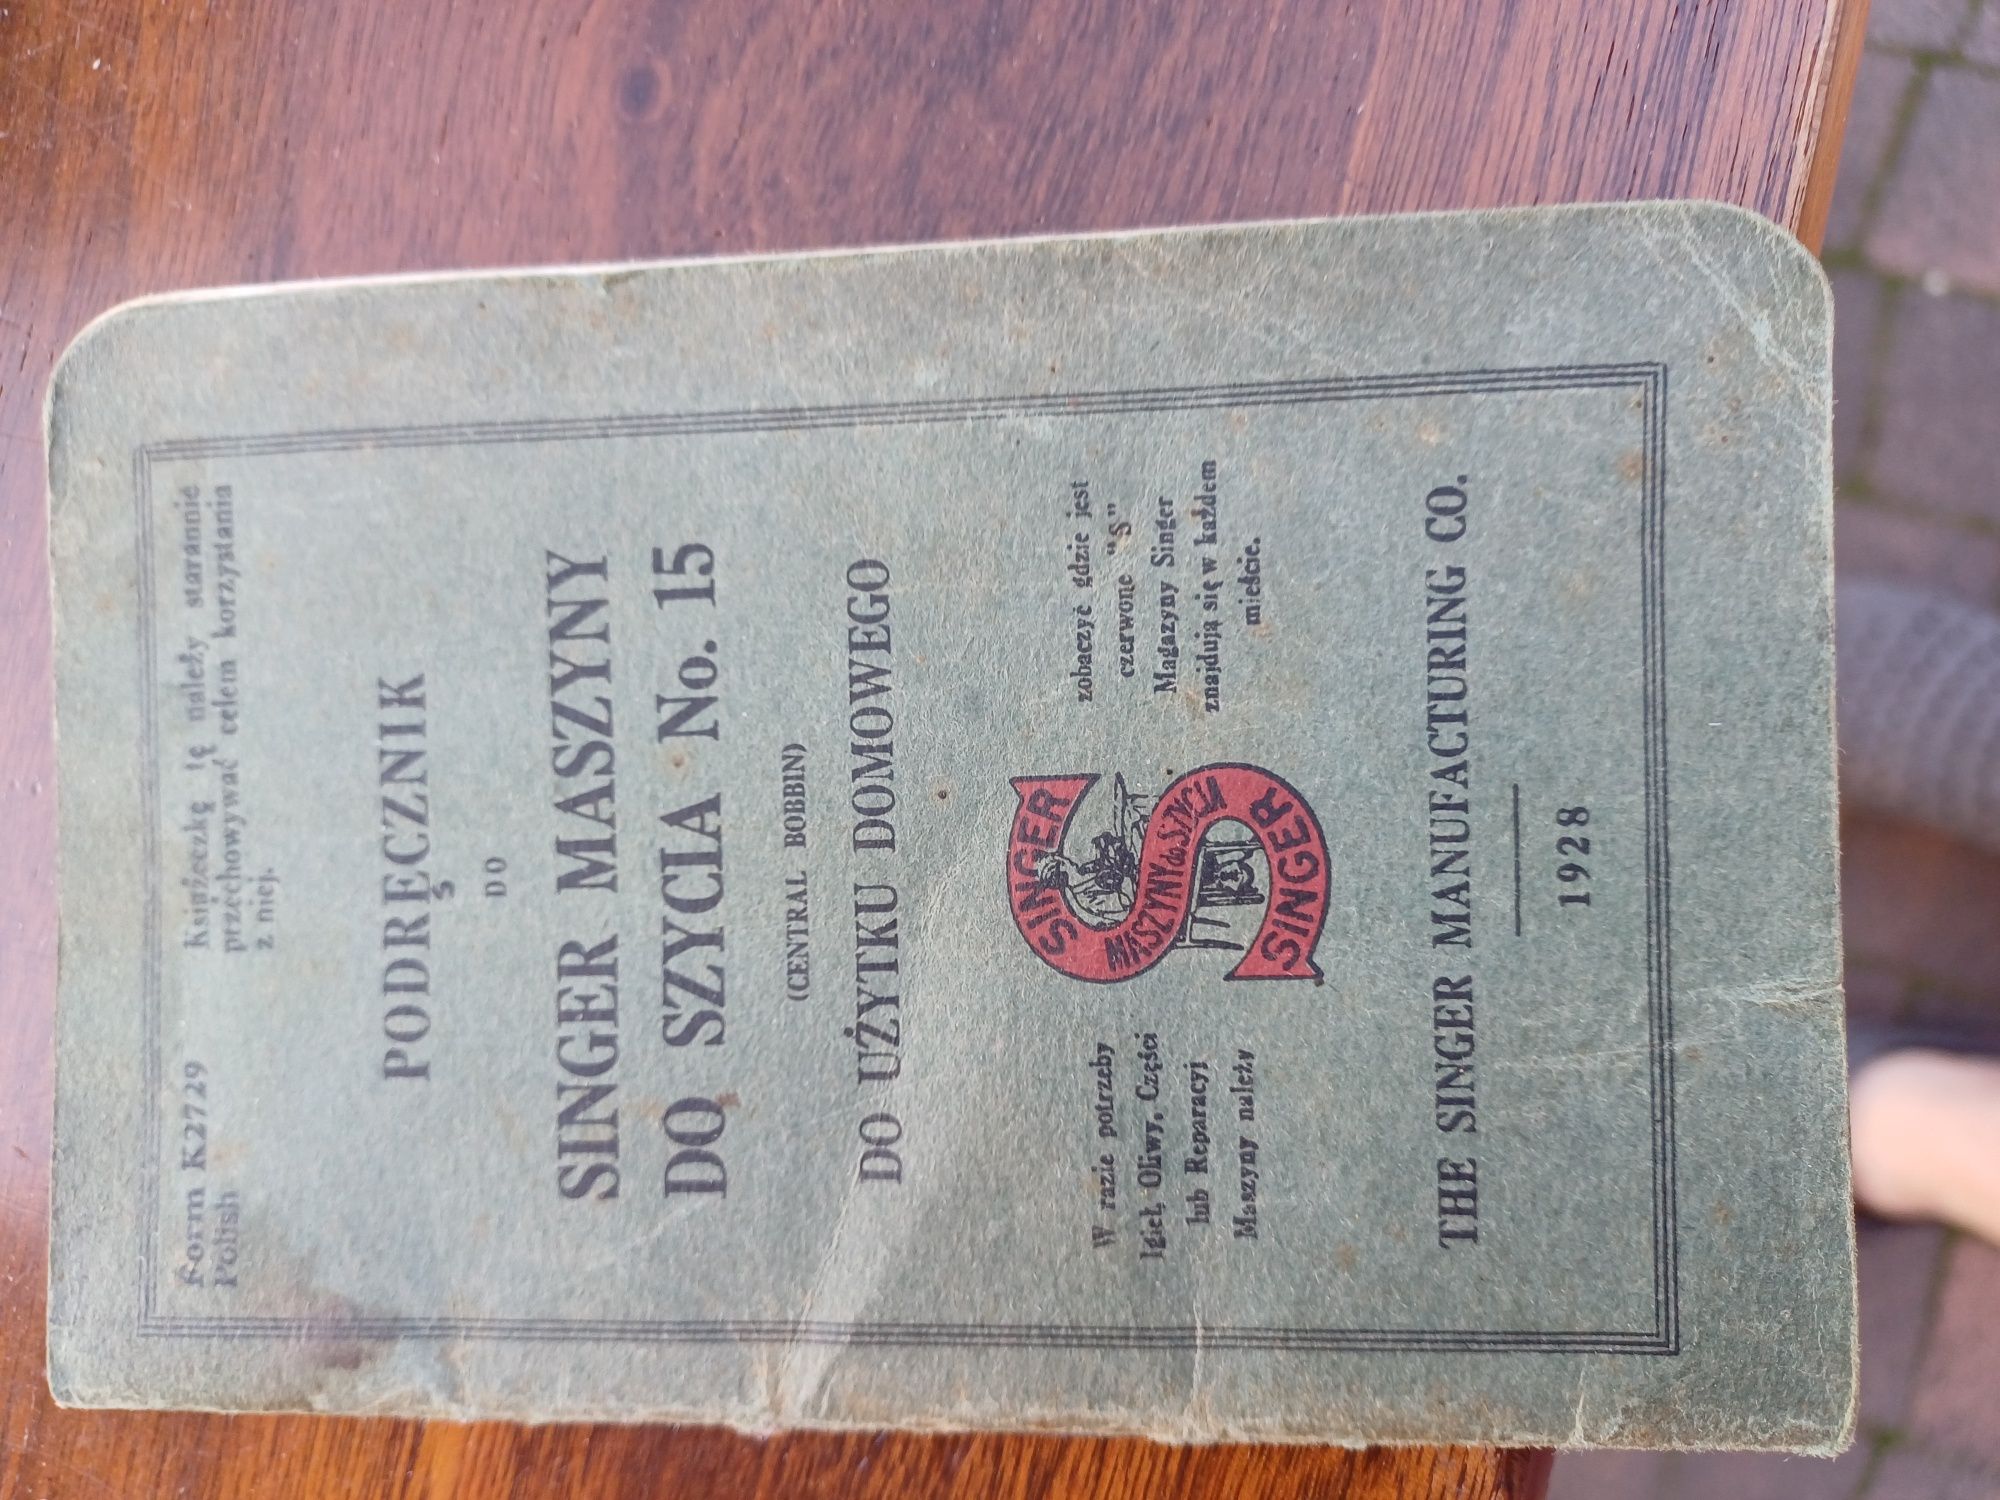 Form K2729
Polish
Książeczkę tę należy starannie
przechowywać celem korzystania
z niej.
PODRĘCZNIK
DO
SINGER MASZYNY
DO SZYCIA No. 15
(CENTRAL BOBBIN)
DO UŻYTKU DOMOWEGO
W razie potrzeby
Igieł, Oliwy, Części
lub Reparacyj
Maszyny należy
SINGER
MASZYNY do SZYCIA
SINGER
zobaczyć gdzie jest
czerwone "S"
Magazyny Singer
znajdują się w każdem
mieście.
THE SINGER MANUFACTURING CO.
1928